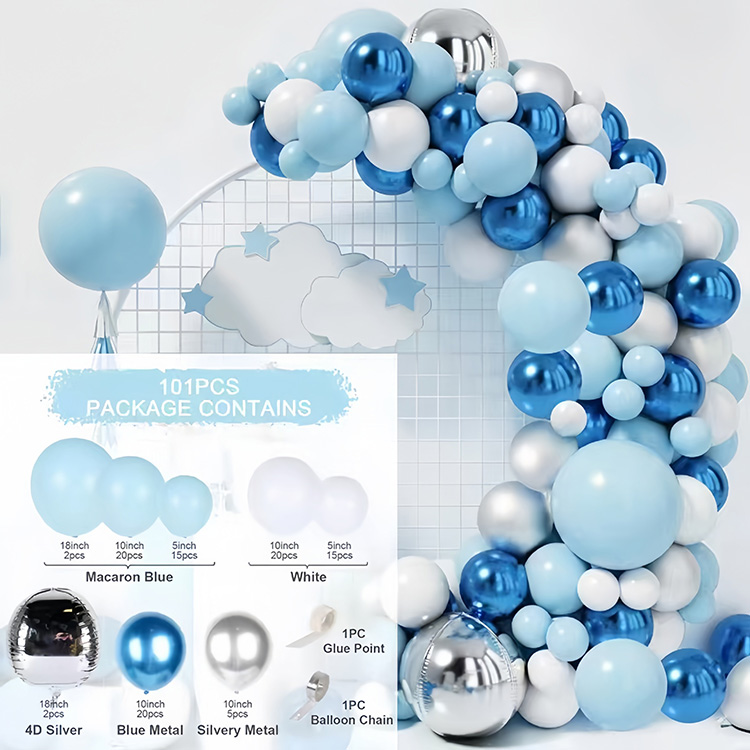 101PCS
PACKAGE CONTAINS
18inch 10inch 5inch
2pcs 20pcs 15pcs
Macaron Blue
10inch 5inch
20pcs 15pcs
White
18inch
2pcs
4D Silver
10inch
20pcs
Blue Metal
10inch
5pcs
Silvery Metal
1PC
Glue Point
1PC
Balloon Chain